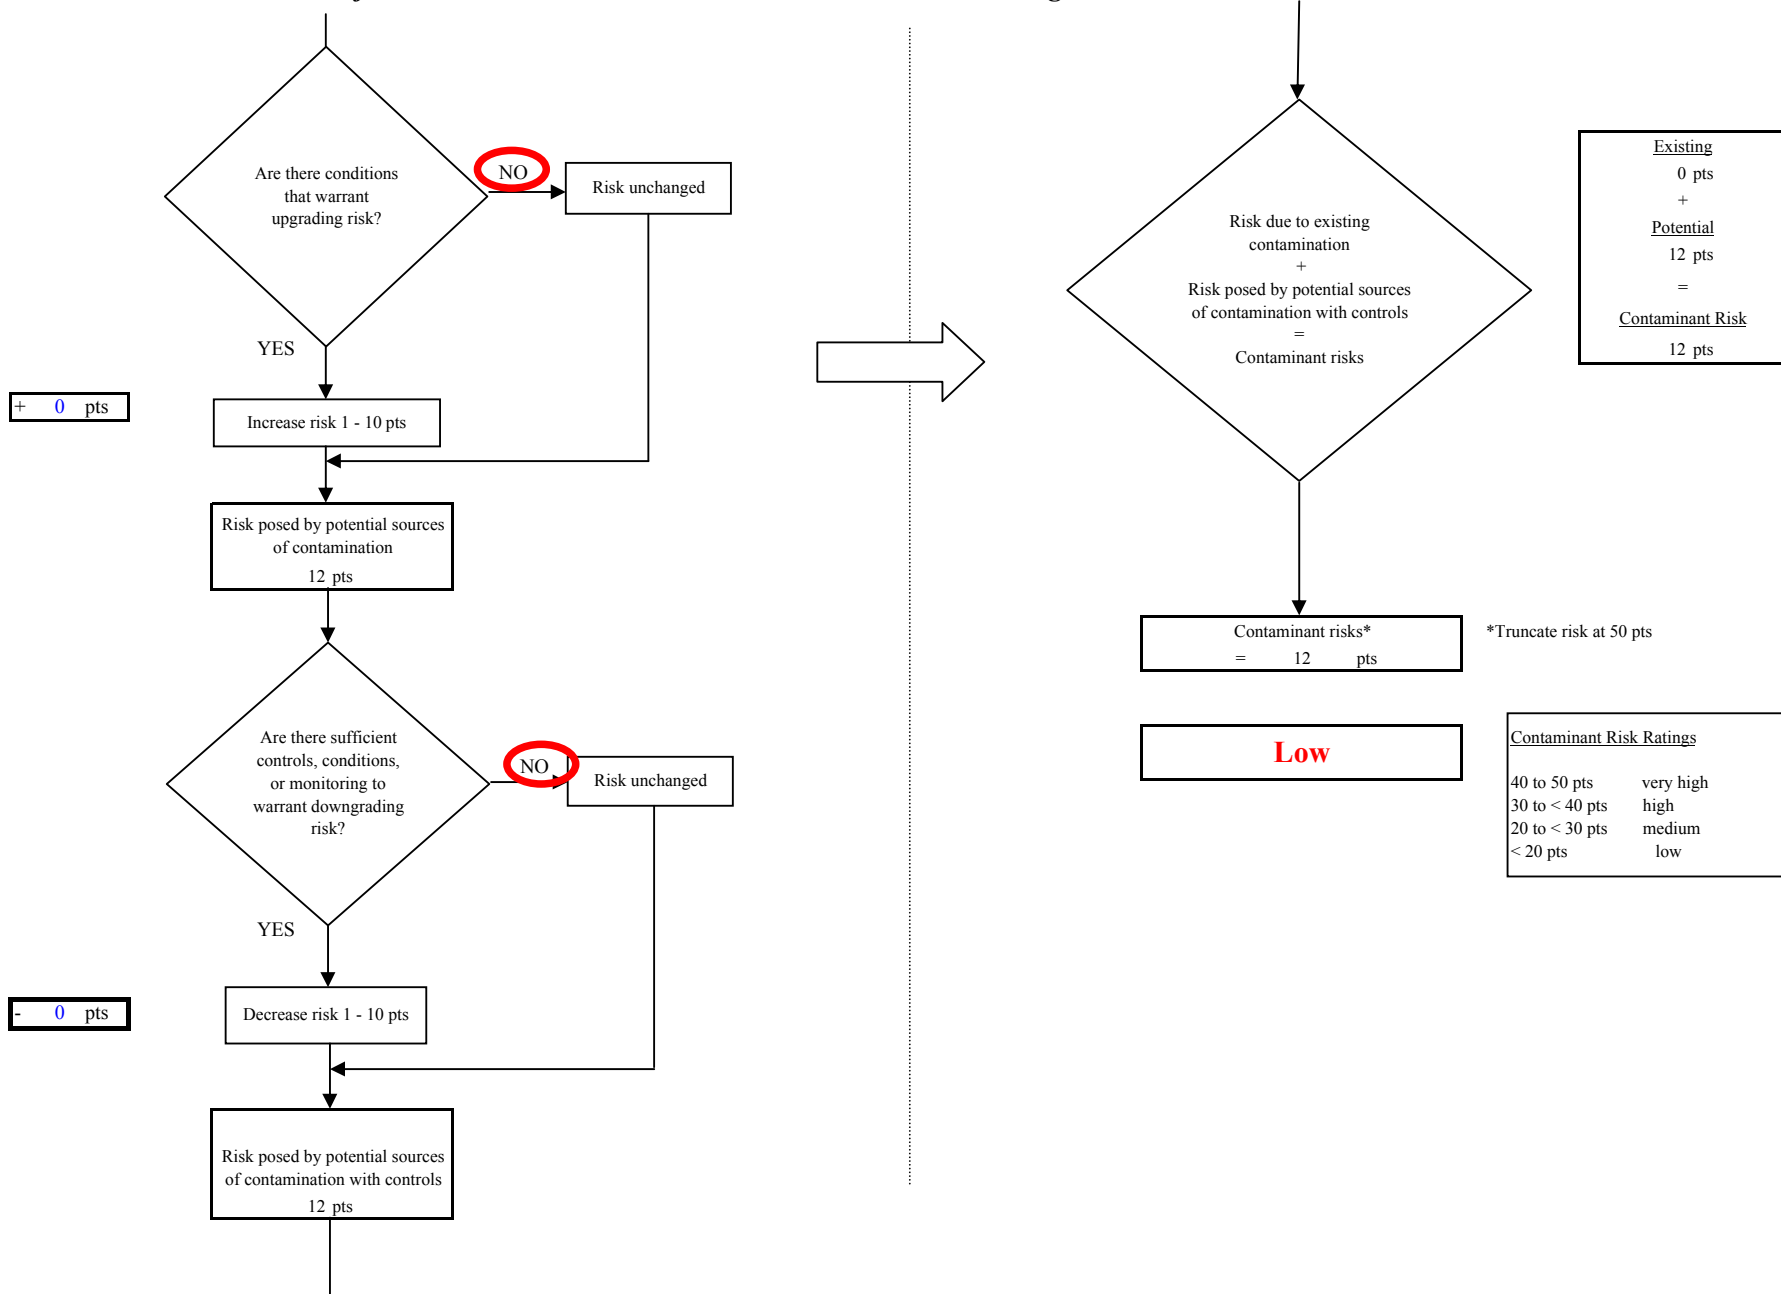 Are there conditions
that warrant
upgrading risk?
NO
Risk unchanged
YES
+ 0 pts
Increase risk 1 - 10 pts
Risk posed by potential sources
of contamination
12 pts
Are there sufficient
controls, conditions,
or monitoring to
warrant downgrading
risk?
NO
Risk unchanged
YES
- 0 pts
Decrease risk 1 - 10 pts
Risk posed by potential sources
of contamination with controls
12 pts
Risk due to existing
contamination
+
Risk posed by potential sources
of contamination with controls
=
Contaminant risks
Existing
0 pts
+
Potential
12 pts
=
Contaminant Risk
12 pts
Contaminant risks*
= 12 pts
*Truncate risk at 50 pts
Low
Contaminant Risk Ratings
40 to 50 pts very high
30 to < 40 pts high
20 to < 30 pts medium
< 20 pts low